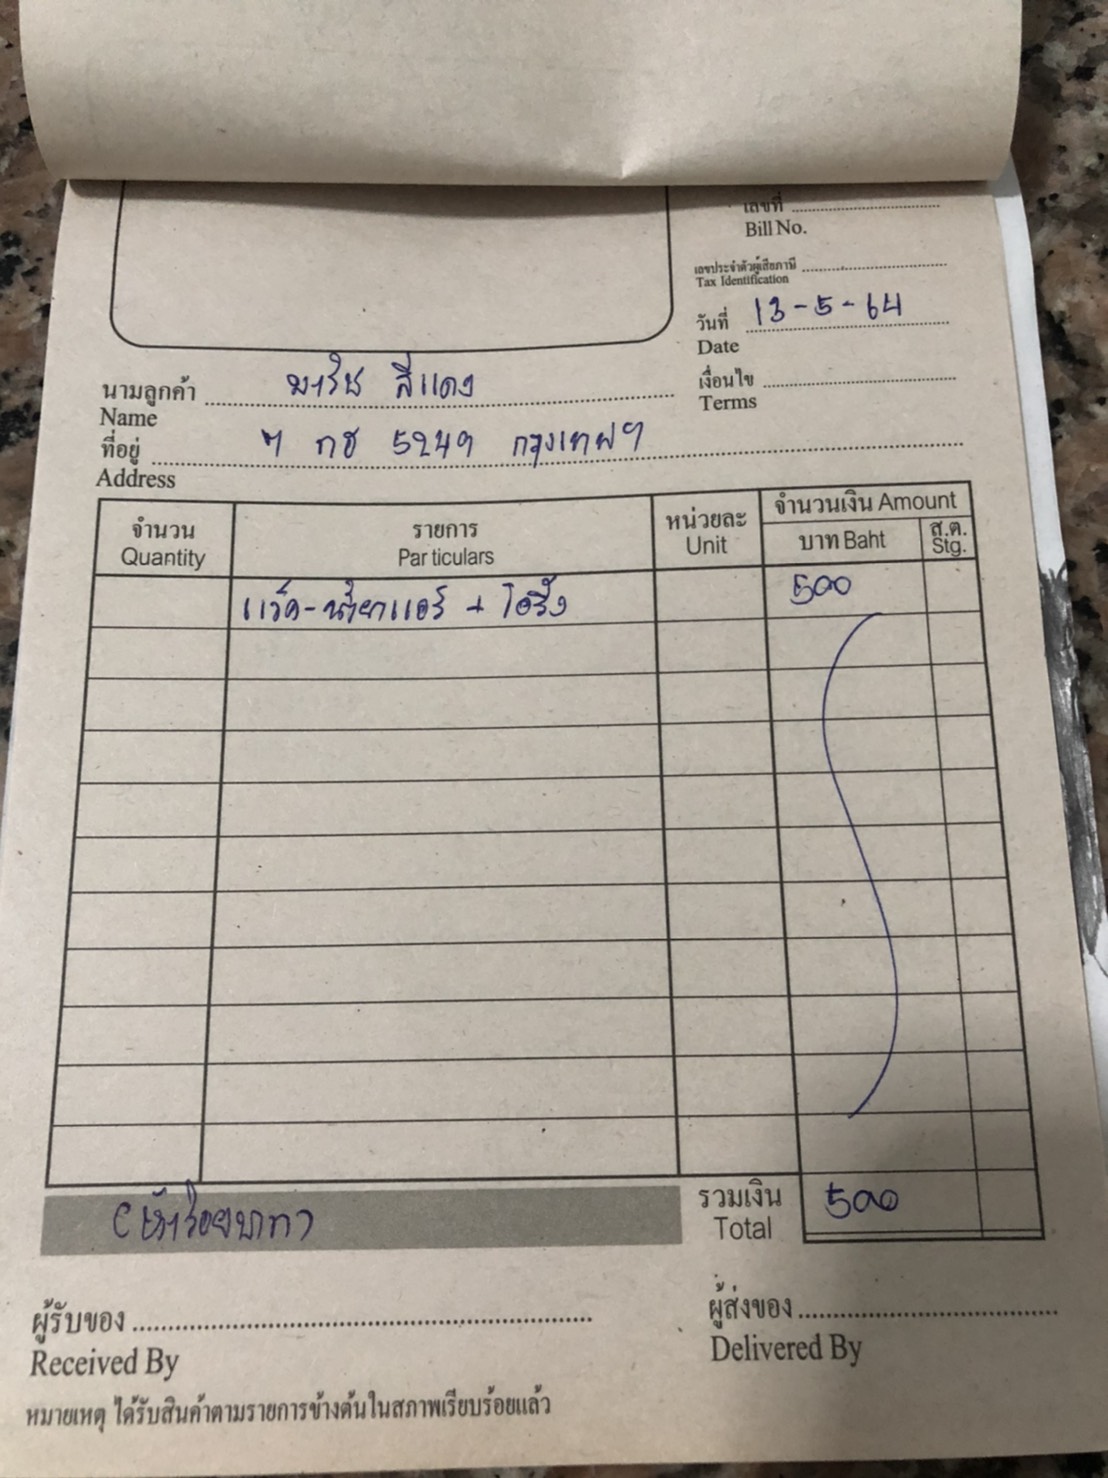 เลขที่
Bill No.
เลขประจำตัวผู้เสียภาษี
Tax Identification
วันที่ 13-5-64
Date
นามลูกค้า สีแดง
Name
เงื่อนไข
Terms
ที่อยู่ 7 กช 5249 กรุงเทพฯ
Address
จำนวน รายการ หน่วยละ จำนวนเงิน Amount
Quantity Particulars Unit บาท Baht ส.ต. Stg.
แว็ค-น้ำยาแอร์ + โอริ้ง 500
(ห้าร้อยบาท) รวมเงิน 500
Total
ผู้รับของ ผู้ส่งของ
Received By Delivered By
หมายเหตุ ได้รับสินค้าตามรายการข้างต้นในสภาพเรียบร้อยแล้ว